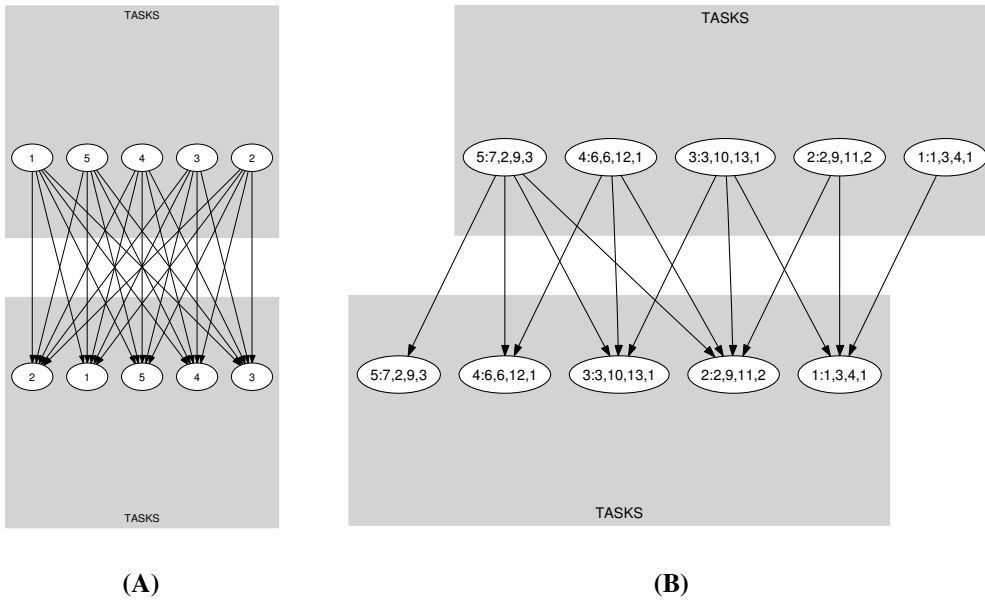 TASKS
1 5 4 3 2
2 1 5 4 3
TASKS
(A)
TASKS
5:7,2,9,3 4:6,6,12,1 3:3,10,13,1 2:2,9,11,2 1:1,3,4,1
5:7,2,9,3 4:6,6,12,1 3:3,10,13,1 2:2,9,11,2 1:1,3,4,1
TASKS
(B)